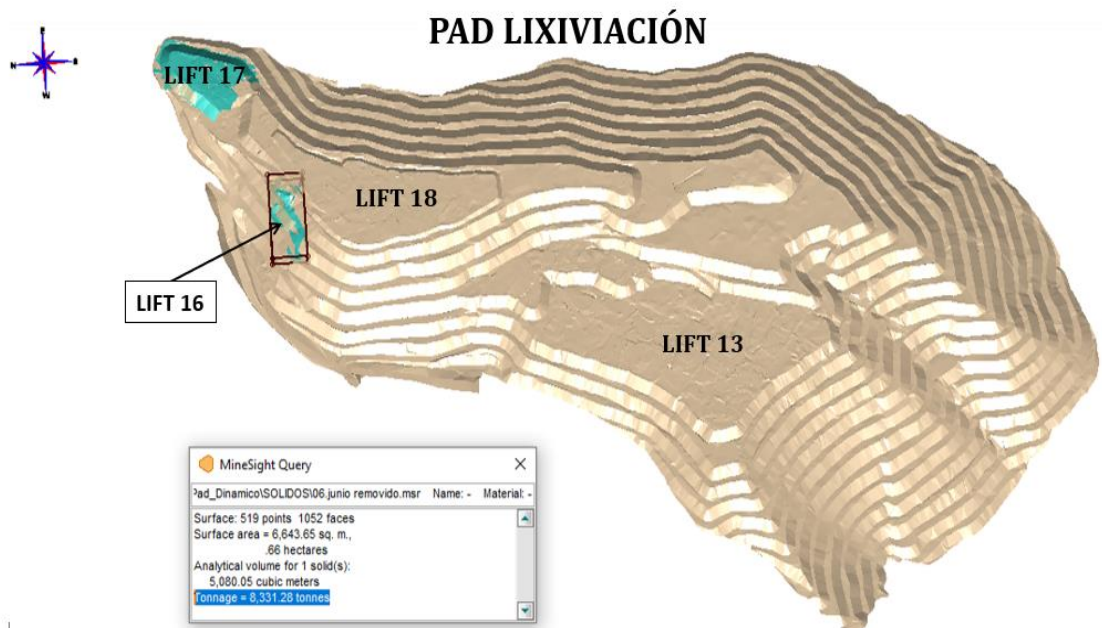 PAD LIXIVIACIÓN
N
S
W
LIFT 17
LIFT 18
LIFT 16
LIFT 13
MineSight Query
Pad_Dinamico\SOLIDOS\06.junio removido.msr Name: - Material: -
Surface: 519 points 1052 faces
Surface area = 6,643.65 sq. m.,
.66 hectares
Analytical volume for 1 solid(s):
5,080.05 cubic meters
Tonnage = 8,331.28 tonnes